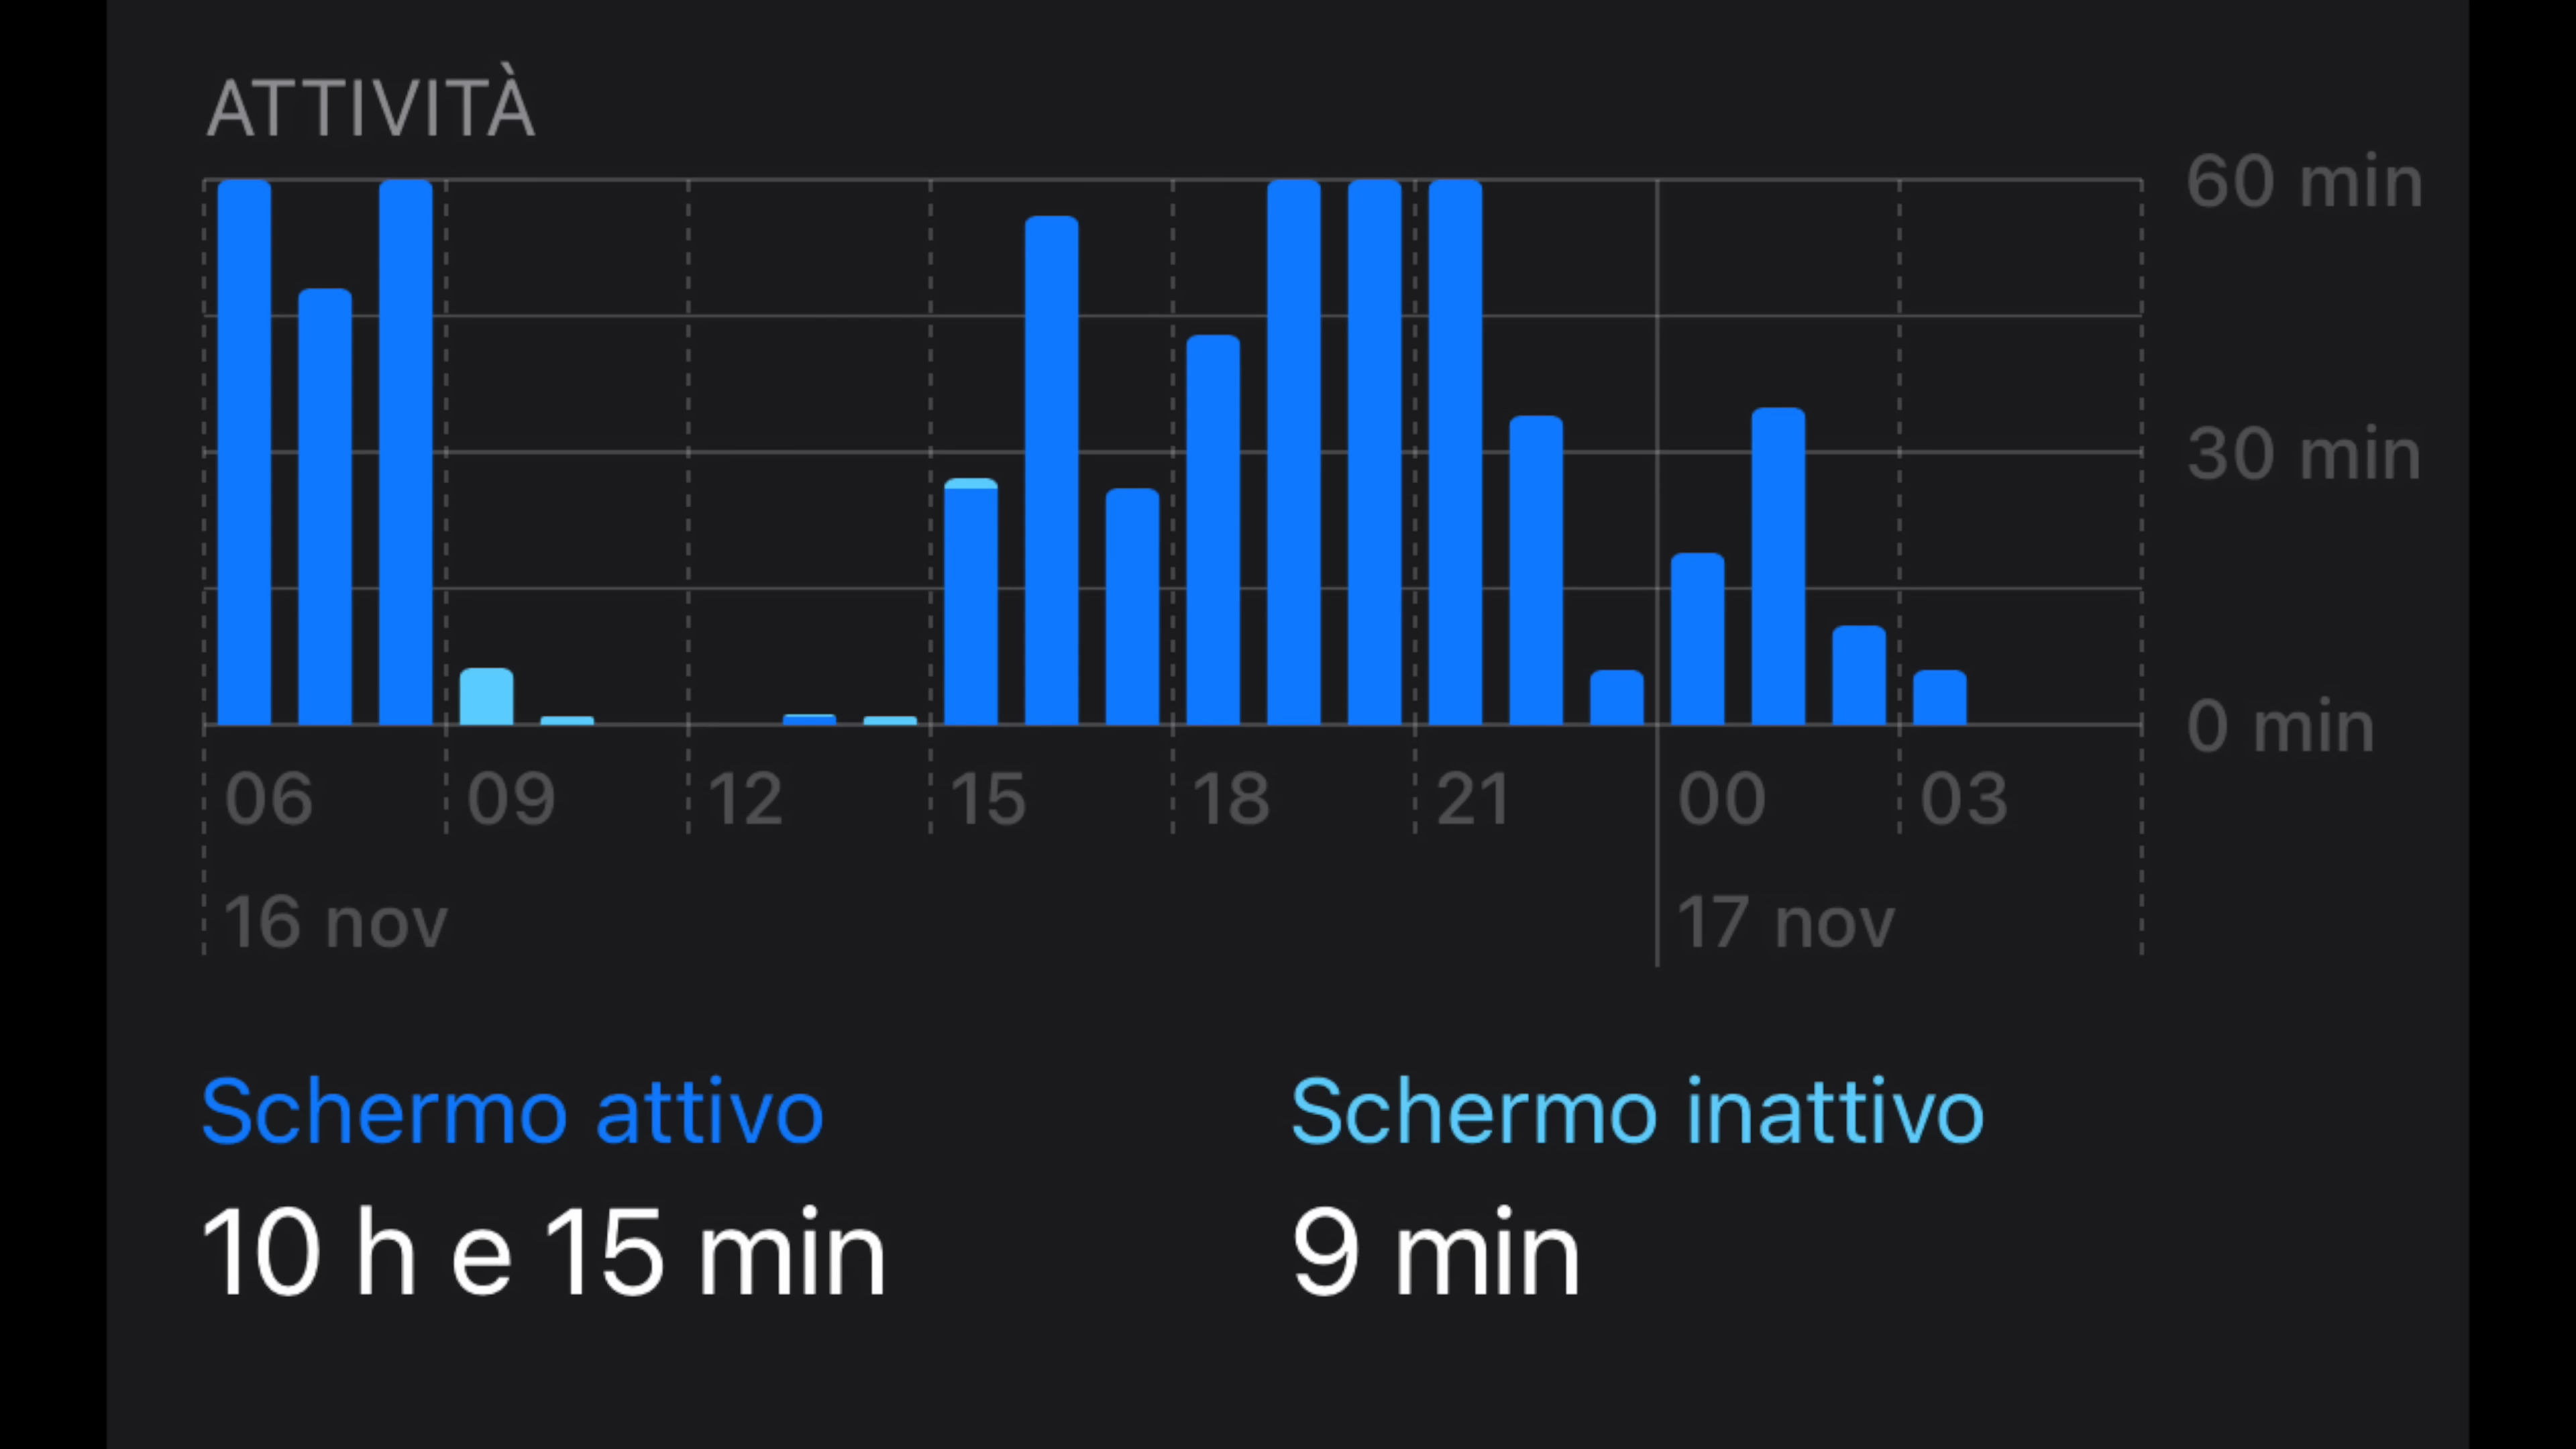 ATTIVITÀ
60 min
30 min
0 min
06 09 12 15 18 21 00 03
16 nov 17 nov
Schermo attivo Schermo inattivo
10 h e 15 min 9 min